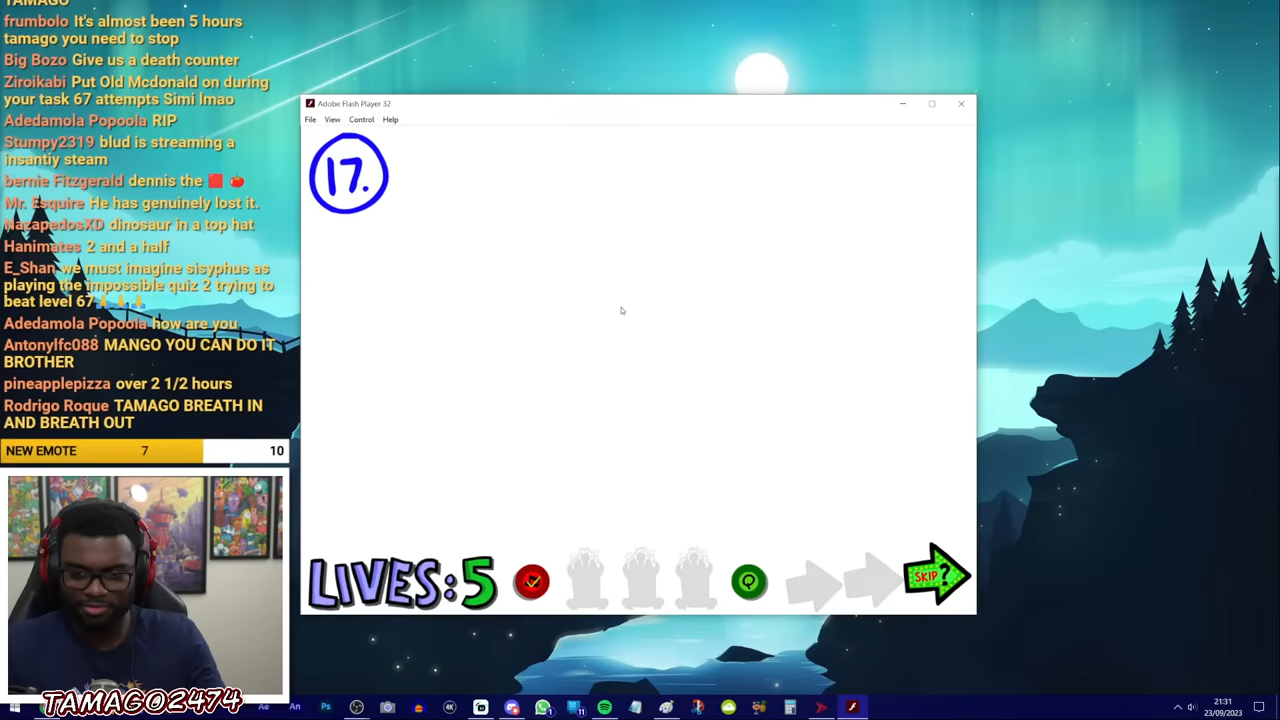 TAMAGO
frumbolo It's almost been 5 hours
tamago you need to stop
Big Bozo Give us a death counter
Ziroikabi Put Old Mcdonald on during
your task 67 attempts Simi lmao
Adedamola Popoola RIP
Stumpy2319 blud is streaming a
insantiy steam
bernie Fitzgerald dennis the 🟥 🍅
Mr. Esquire He has genuinely lost it.
NazapedosXD dinosaur in a top hat
Hanimates 2 and a half
E_Shan we must imagine sisyphus as
playing the impossible quiz 2 trying to
beat level 67🙏🙏🙏
Adedamola Popoola how are you
Antonylfc088 MANGO YOU CAN DO IT
BROTHER
pineapplepizza over 2 1/2 hours
Rodrigo Roque TAMAGO BREATH IN
AND BREATH OUT
NEW EMOTE 7 10
Adobe Flash Player 32
File View Control Help
17.
LIVES:5
SKIP?
TAMAGO2474
Ae An Ps 4K 11
21:31
23/09/2023